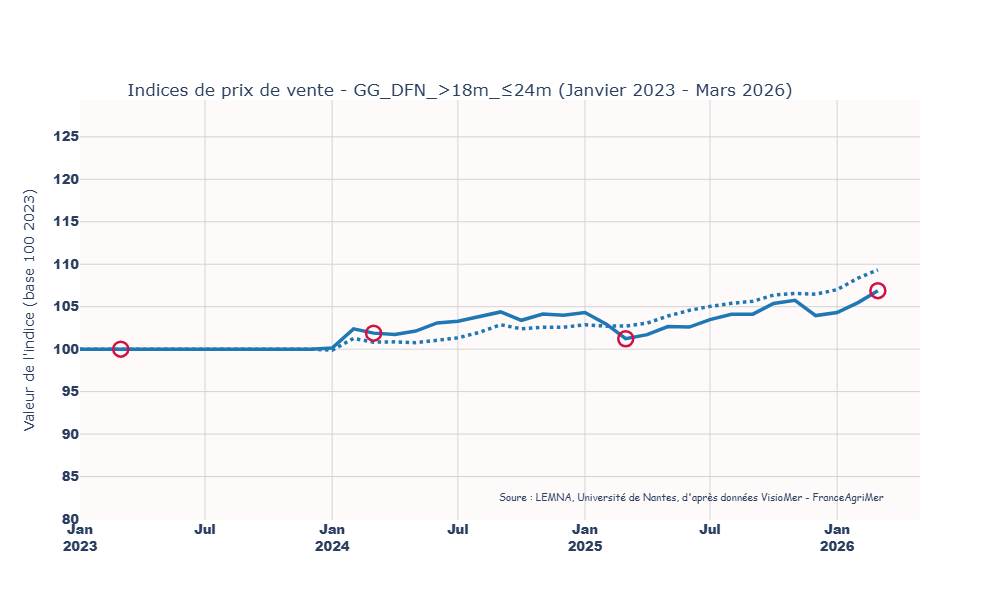 Indices de prix de vente - GG_DFN_>18m_≤24m (Janvier 2023 - Mars 2026)
Valeur de l'indice (base 100 2023)
125
120
115
110
105
100
95
90
85
80
Soure : LEMNA, Université de Nantes, d'après données VisioMer - FranceAgriMer
Jan Jul Jan Jul Jan Jul Jan
2023 2024 2025 2026